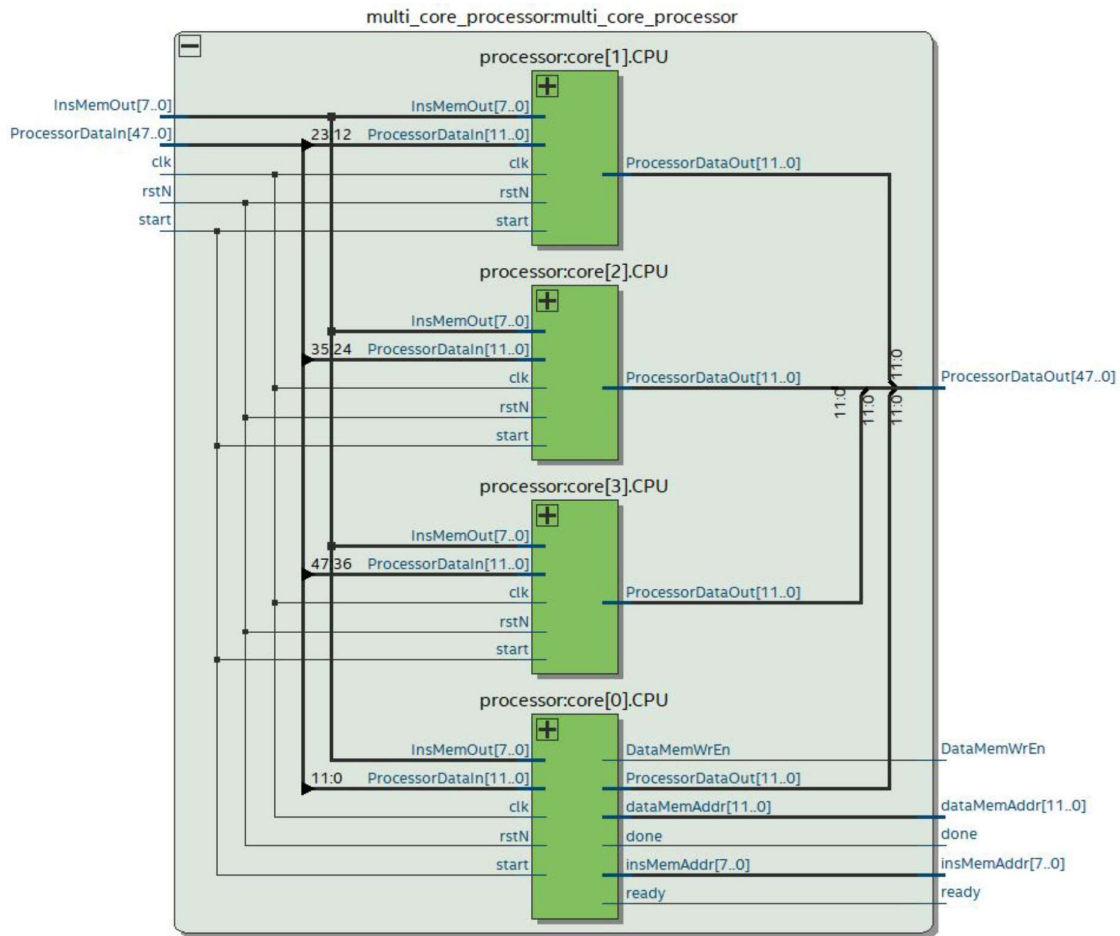 multi_core_processor:multi_core_processor
processor:core[1].CPU
InsMemOut[7..0]
ProcessorDataIn[47..0]
clk
rstN
start
23:12
InsMemOut[7..0]
ProcessorDataIn[11..0]
clk
rstN
start
ProcessorDataOut[11..0]
processor:core[2].CPU
35:24
InsMemOut[7..0]
ProcessorDataIn[11..0]
clk
rstN
start
ProcessorDataOut[11..0]
11:0
11:0
11:0
11:0
ProcessorDataOut[47..0]
processor:core[3].CPU
47:36
InsMemOut[7..0]
ProcessorDataIn[11..0]
clk
rstN
start
ProcessorDataOut[11..0]
processor:core[0].CPU
11:0
InsMemOut[7..0]
ProcessorDataIn[11..0]
clk
rstN
start
DataMemWrEn
ProcessorDataOut[11..0]
dataMemAddr[11..0]
done
insMemAddr[7..0]
ready
DataMemWrEn
dataMemAddr[11..0]
done
insMemAddr[7..0]
ready